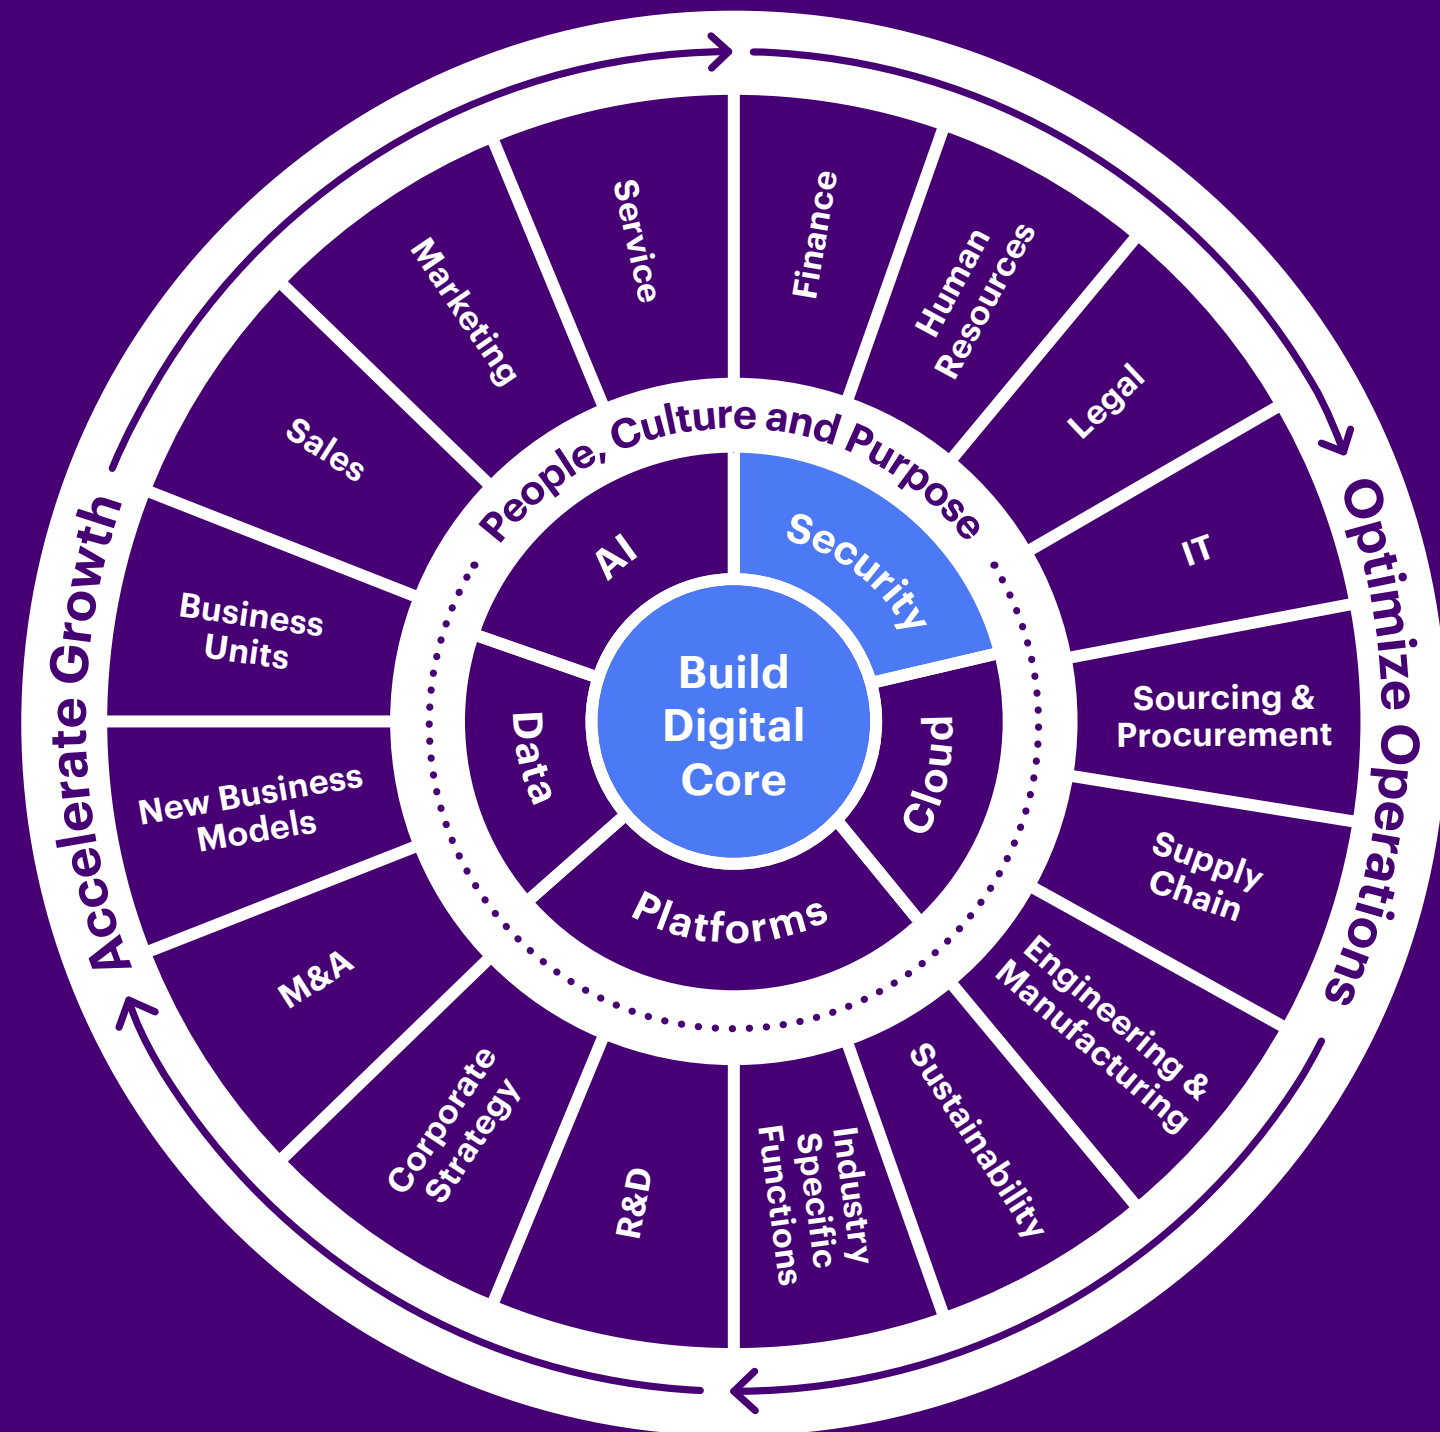 Accelerate Growth
Optimize Operations
Service
Finance
Human
Resources
Legal
IT
Sourcing &
Procurement
Supply
Chain
Engineering &
Manufacturing
Sustainability
Industry
Specific
Functions
R&D
Corporate
Strategy
M&A
New Business
Models
Business
Units
Sales
Marketing
People, Culture and Purpose
AI
Security
Cloud
Platforms
Data
Build
Digital
Core